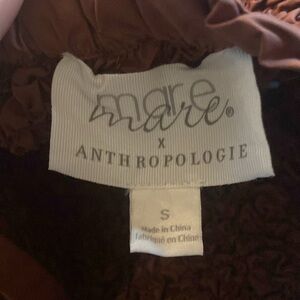 mare
mare®
x
ANTHROPOLOGIE
S
Made in China
Fabriqué en Chine